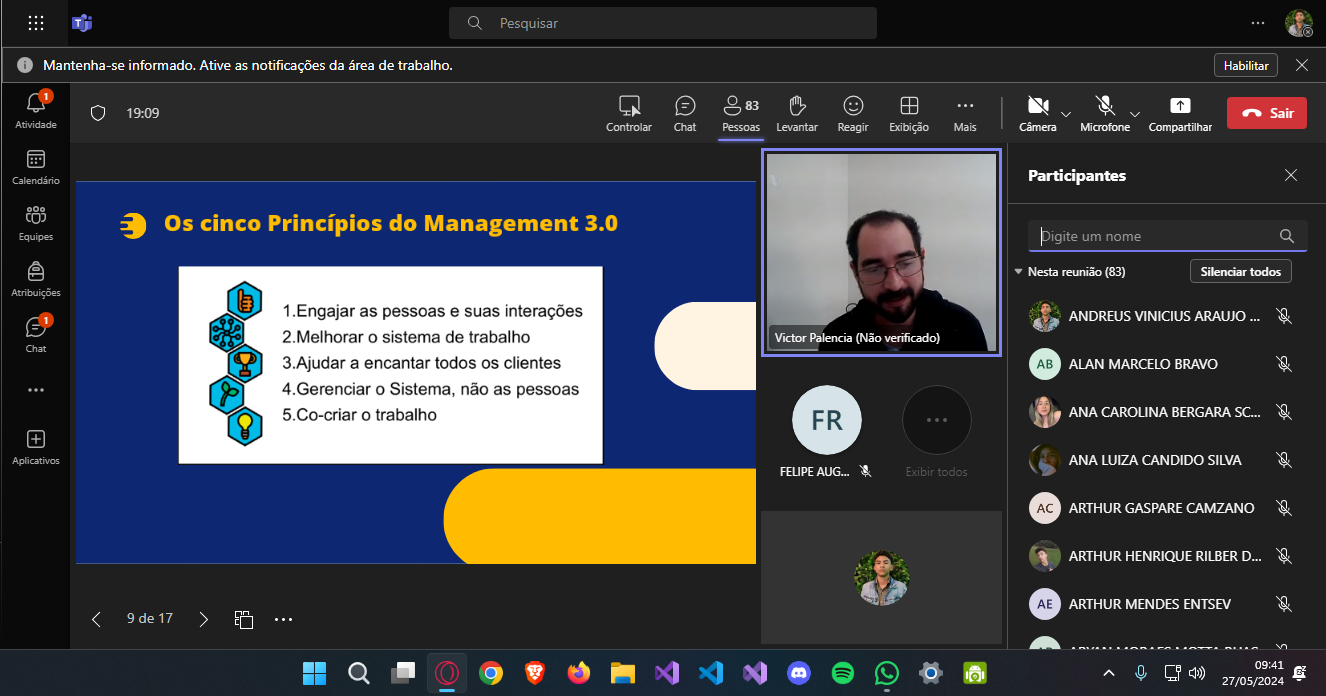 Pesquisar
Mantenha-se informado. Ative as notificações da área de trabalho.
Habilitar
1
Atividade
Calendário
Equipes
Atribuições
1
Chat
Aplicativos
19:09
Controlar
Chat
83
Pessoas
Levantar
Reagir
Exibição
Mais
Câmera
Microfone
Compartilhar
Sair
Os cinco Princípios do Management 3.0
1.Engajar as pessoas e suas interações
2.Melhorar o sistema de trabalho
3.Ajudar a encantar todos os clientes
4.Gerenciar o Sistema, não as pessoas
5.Co-criar o trabalho
9 de 17
Victor Palencia (Não verificado)
FR
FELIPE AUG...
Exibir todos
Participantes
Digite um nome
Nesta reunião (83)
Silenciar todos
ANDREUS VINICIUS ARAUJO ...
AB
ALAN MARCELO BRAVO
ANA CAROLINA BERGARA SC...
ANA LUIZA CANDIDO SILVA
AC
ARTHUR GASPARE CAMZANO
ARTHUR HENRIQUE RILBER D...
AE
ARTHUR MENDES ENTSEV
09:41
27/05/2024